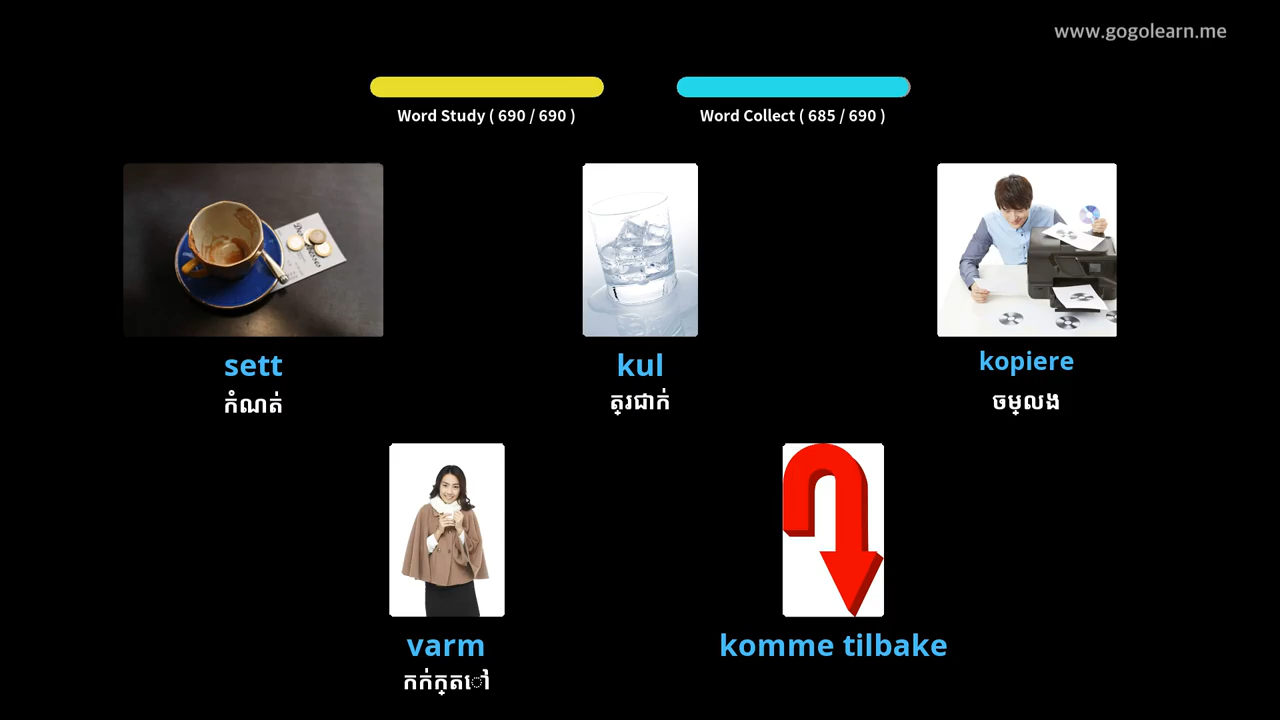 www.gogolearn.me
Word Study ( 690 / 690 )
Word Collect ( 685 / 690 )
sett
kul
kopiere
កំណត់
ត្រជាក់
ចម្លង
varm
komme tilbake
កក់ក្តៅ